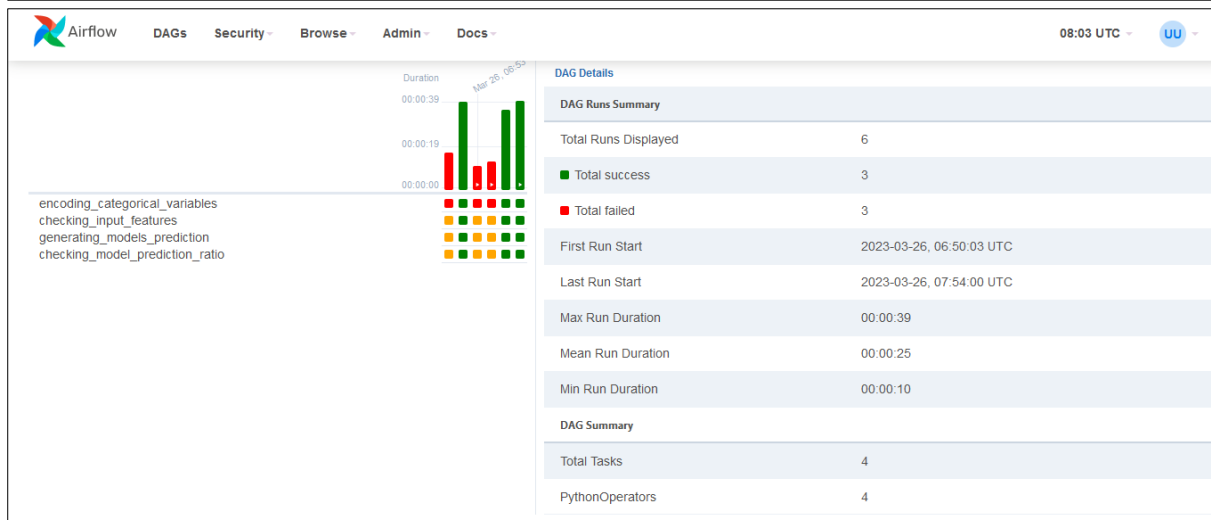 Airflow DAGs Security Browse Admin Docs 08:03 UTC UU
Duration
Mar 26, 06:53
00:00:39
00:00:19
00:00:00
encoding_categorical_variables
checking_input_features
generating_models_prediction
checking_model_prediction_ratio
DAG Details
DAG Runs Summary
Total Runs Displayed 6
Total success 3
Total failed 3
First Run Start 2023-03-26, 06:50:03 UTC
Last Run Start 2023-03-26, 07:54:00 UTC
Max Run Duration 00:00:39
Mean Run Duration 00:00:25
Min Run Duration 00:00:10
DAG Summary
Total Tasks 4
PythonOperators 4